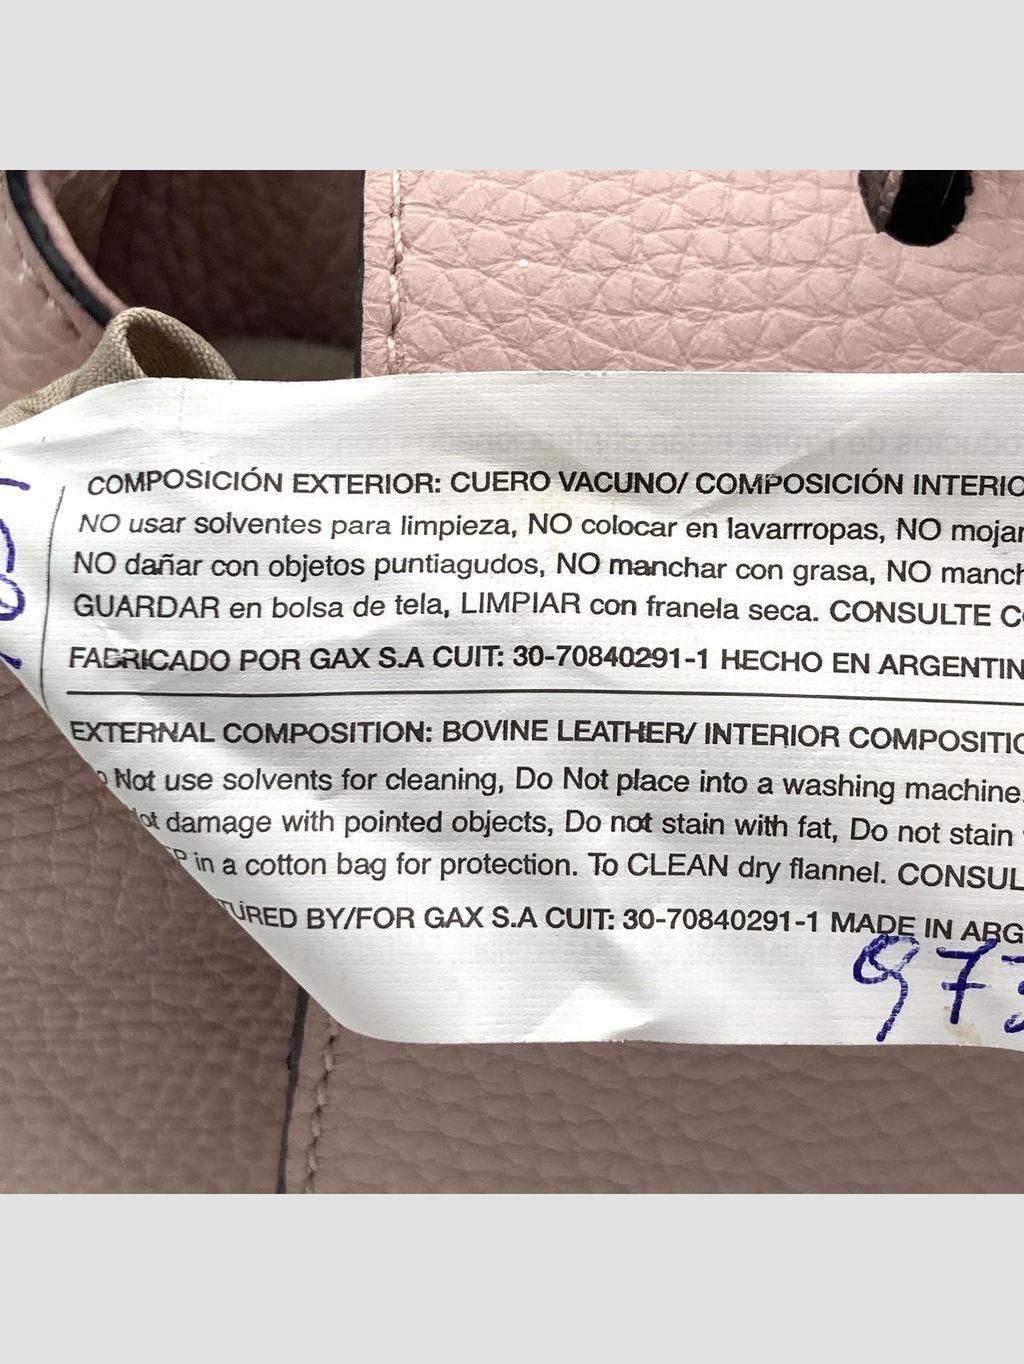 COMPOSICIÓN EXTERIOR: CUERO VACUNO/ COMPOSICIÓN INTERIO
NO usar solventes para limpieza, NO colocar en lavarrropas, NO mojar
NO dañar con objetos puntiagudos, NO manchar con grasa, NO manch
GUARDAR en bolsa de tela, LIMPIAR con franela seca. CONSULTE CO
FABRICADO POR GAX S.A CUIT: 30-70840291-1 HECHO EN ARGENTIN
EXTERNAL COMPOSITION: BOVINE LEATHER/ INTERIOR COMPOSITIO
o Not use solvents for cleaning, Do Not place into a washing machine,
Not damage with pointed objects, Do not stain with fat, Do not stain
EP in a cotton bag for protection. To CLEAN dry flannel. CONSUL
TURED BY/FOR GAX S.A CUIT: 30-70840291-1 MADE IN ARG
973